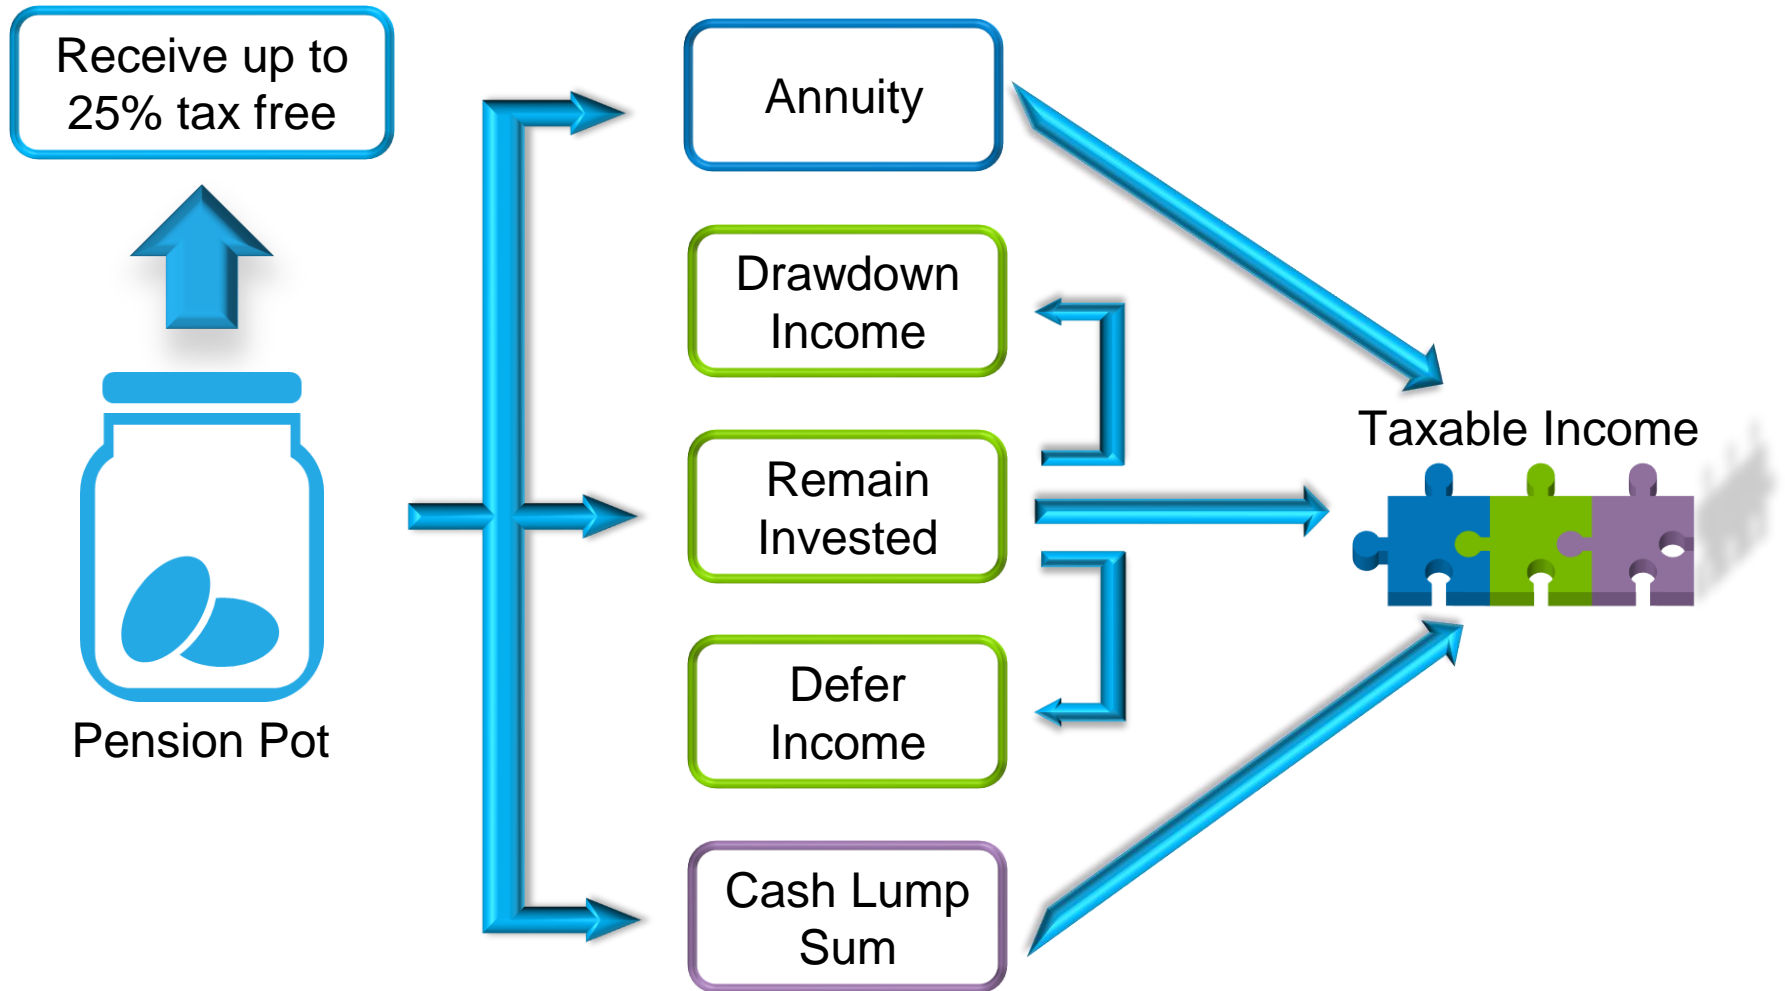 Receive up to
25% tax free
Pension Pot
Annuity
Drawdown
Income
Remain
Invested
Defer
Income
Cash Lump
Sum
Taxable Income